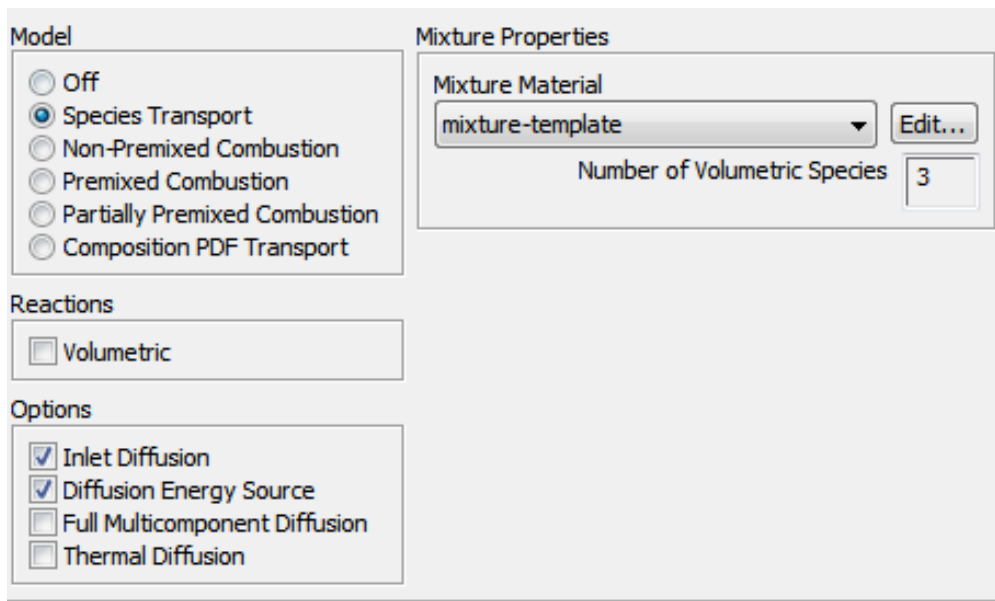 Model
Off
Species Transport
Non-Premixed Combustion
Premixed Combustion
Partially Premixed Combustion
Composition PDF Transport
Reactions
Volumetric
Options
Inlet Diffusion
Diffusion Energy Source
Full Multicomponent Diffusion
Thermal Diffusion
Mixture Properties
Mixture Material
mixture-template
Edit...
Number of Volumetric Species 3